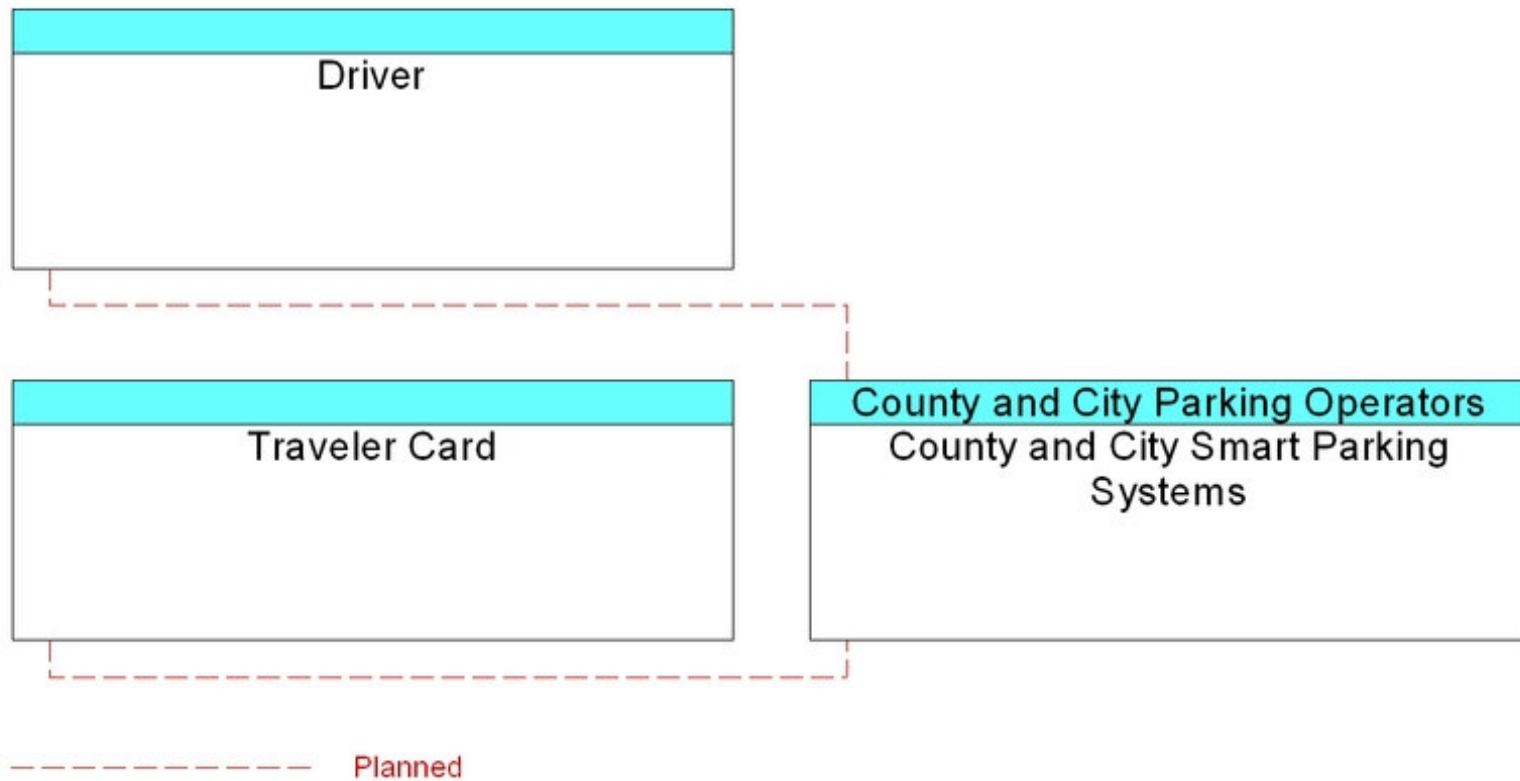 Driver
Traveler Card
County and City Parking Operators
County and City Smart Parking
Systems
Planned